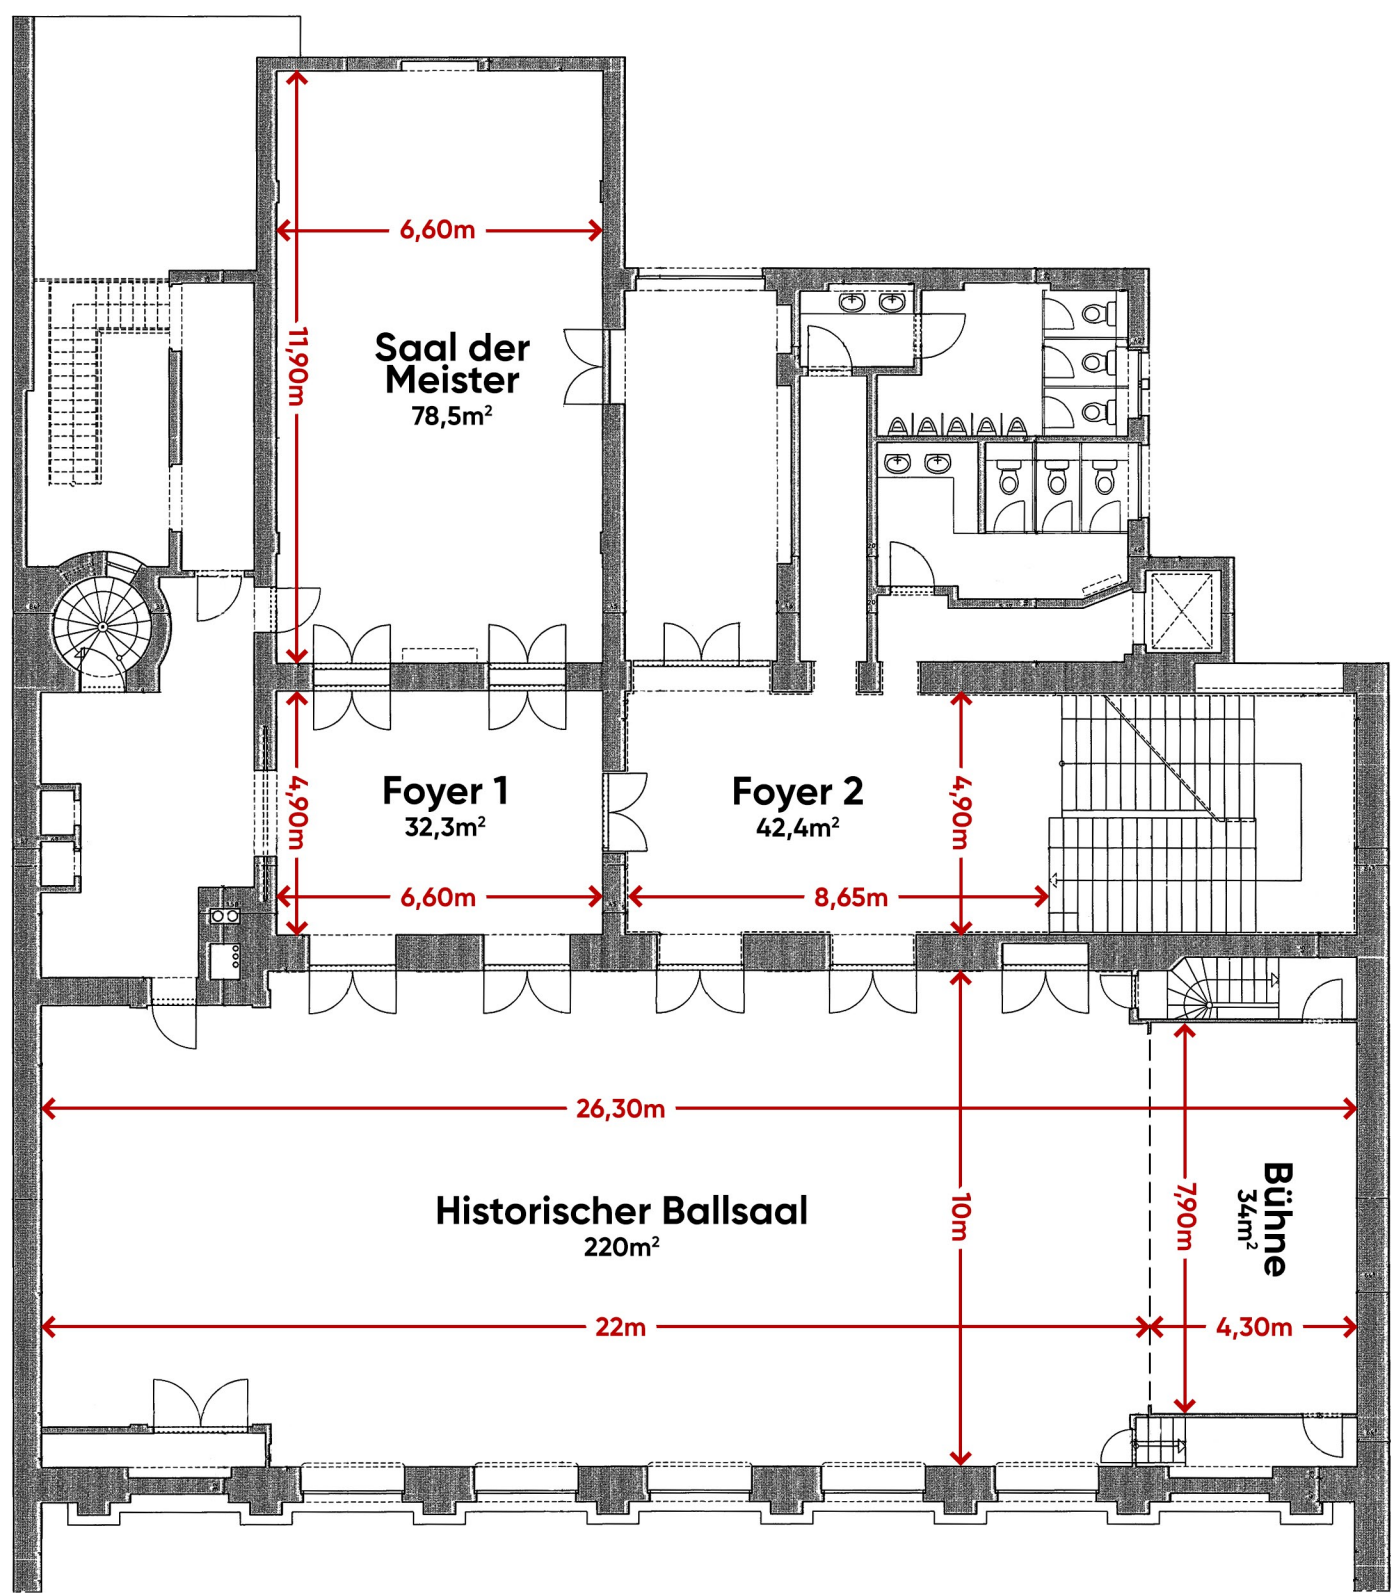 6,60m
11,90m
Saal der
Meister
78,5m²
Foyer 1
32,3m²
4,90m
6,60m
Foyer 2
42,4m²
4,90m
8,65m
26,30m
Historischer Ballsaal
220m²
10m
7,90m
Bühne
34m²
22m
4,30m